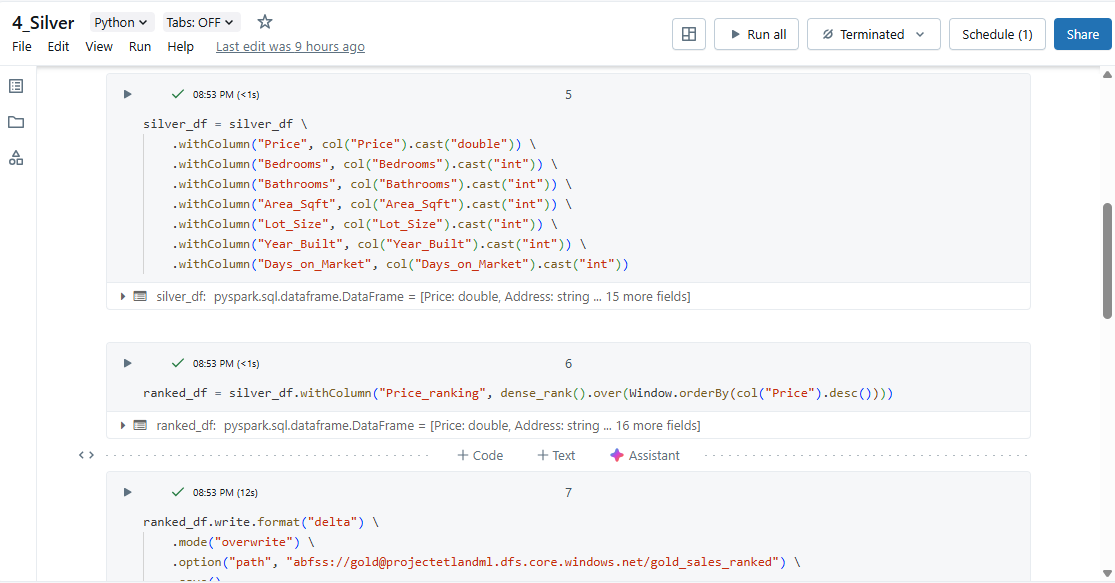 4_Silver Python Tabs: OFF
File Edit View Run Help Last edit was 9 hours ago
Run all Terminated Schedule (1) Share
08:53 PM (<1s) 5
silver_df = silver_df \
.withColumn("Price", col("Price").cast("double")) \
.withColumn("Bedrooms", col("Bedrooms").cast("int")) \
.withColumn("Bathrooms", col("Bathrooms").cast("int")) \
.withColumn("Area_Sqft", col("Area_Sqft").cast("int")) \
.withColumn("Lot_Size", col("Lot_Size").cast("int")) \
.withColumn("Year_Built", col("Year_Built").cast("int")) \
.withColumn("Days_on_Market", col("Days_on_Market").cast("int"))
silver_df: pyspark.sql.dataframe.DataFrame = [Price: double, Address: string ... 15 more fields]
08:53 PM (<1s) 6
ranked_df = silver_df.withColumn("Price_ranking", dense_rank().over(Window.orderBy(col("Price").desc())))
ranked_df: pyspark.sql.dataframe.DataFrame = [Price: double, Address: string ... 16 more fields]
+ Code + Text Assistant
08:53 PM (12s) 7
ranked_df.write.format("delta") \
.mode("overwrite") \
.option("path", "abfss://gold@projectetlandml.dfs.core.windows.net/gold_sales_ranked") \